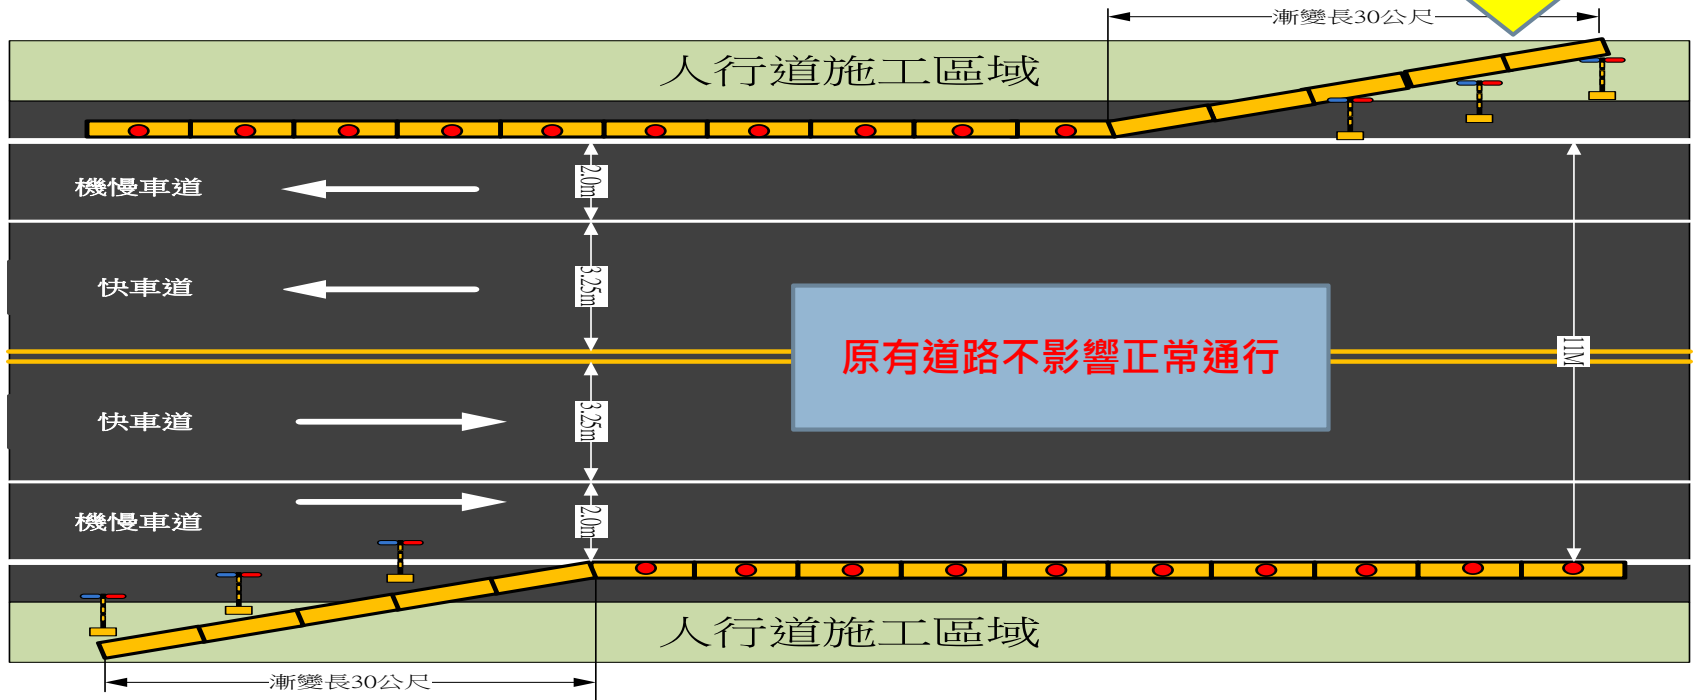 漸變長30公尺
人行道施工區域
機慢車道
2.0m
快車道
3.25m
原有道路不影響正常通行
11M
快車道
3.25m
機慢車道
2.0m
人行道施工區域
漸變長30公尺